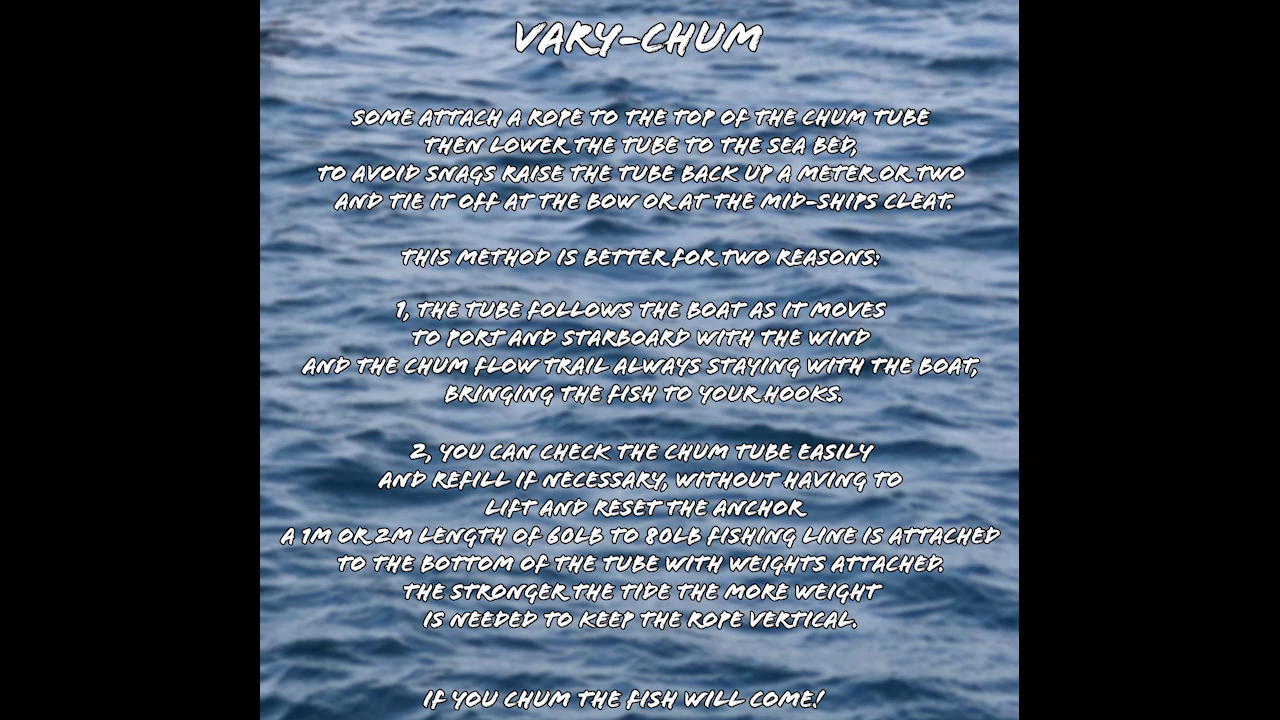 VARY-CHUM
SOME ATTACH A ROPE TO THE TOP OF THE CHUM TUBE
THEN LOWER THE TUBE TO THE SEA BED,
TO AVOID SNAGS RAISE THE TUBE BACK UP A METER OR TWO
AND TIE IT OFF AT THE BOW OR AT THE MID-SHIPS CLEAT.
THIS METHOD IS BETTER FOR TWO REASONS:
1, THE TUBE FOLLOWS THE BOAT AS IT MOVES
TO PORT AND STARBOARD WITH THE WIND
AND THE CHUM FLOW TRAIL ALWAYS STAYING WITH THE BOAT,
BRINGING THE FISH TO YOUR HOOKS.
2, YOU CAN CHECK THE CHUM TUBE EASILY
AND REFILL IF NECESSARY, WITHOUT HAVING TO
LIFT AND RESET THE ANCHOR
A 1M OR 2M LENGTH OF 60LB TO 80LB FISHING LINE IS ATTACHED
TO THE BOTTOM OF THE TUBE WITH WEIGHTS ATTACHED.
THE STRONGER THE TIDE THE MORE WEIGHT
IS NEEDED TO KEEP THE ROPE VERTICAL.
IF YOU CHUM THE FISH WILL COME!